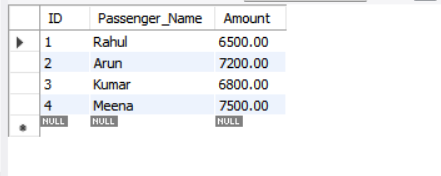 ID Passenger_Name Amount
1 Rahul 6500.00
2 Arun 7200.00
3 Kumar 6800.00
4 Meena 7500.00
NULL NULL NULL